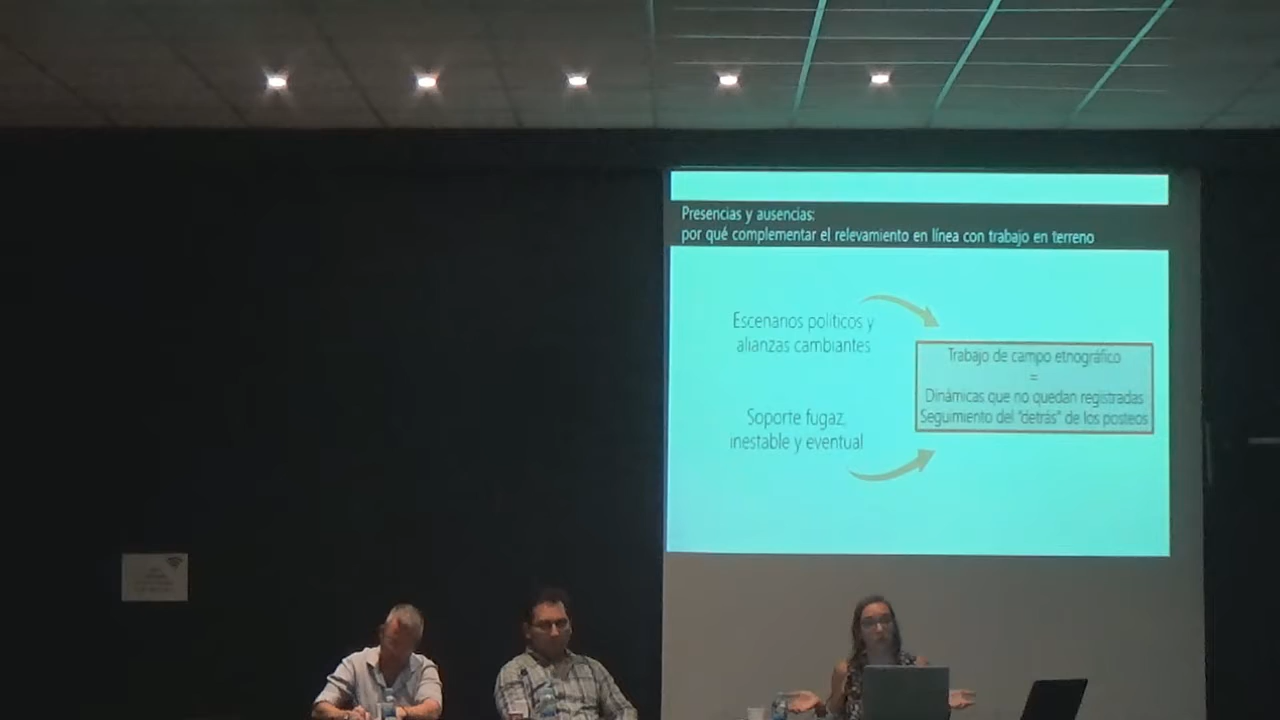 Presencias y ausencias:
por qué complementar el relevamiento en línea con trabajo en terreno
Escenarios políticos y
alianzas cambiantes
Trabajo de campo etnográfico
=
Dinámicas que no quedan registradas
Seguimiento del "detrás" de los posteos
Soporte fugaz,
inestable y eventual